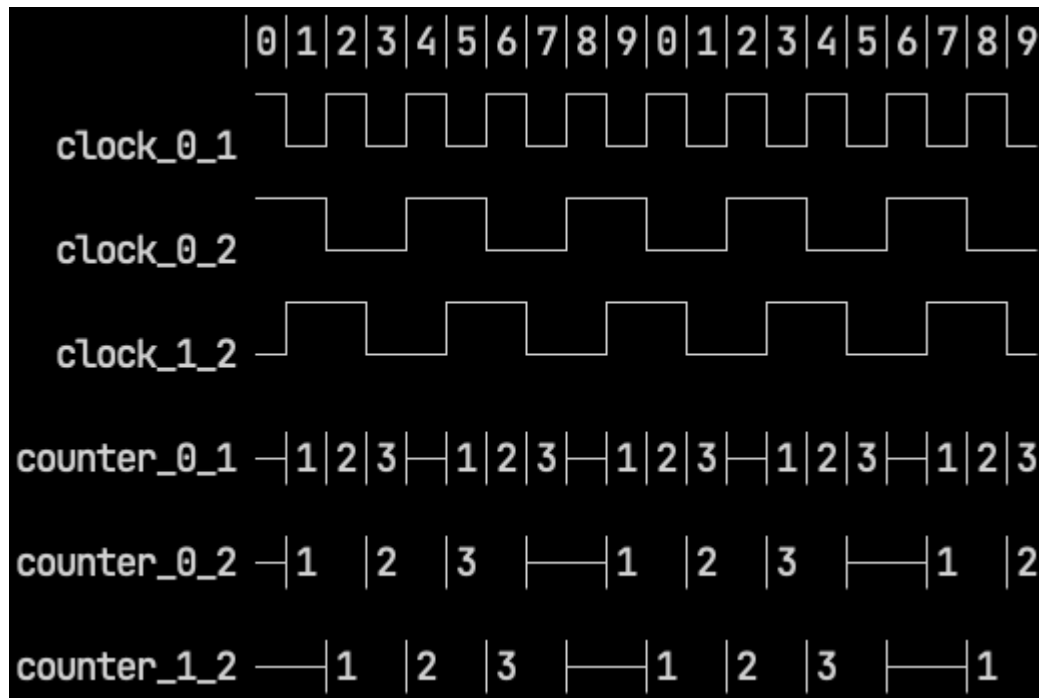 |0|1|2|3|4|5|6|7|8|9|0|1|2|3|4|5|6|7|8|9
clock_0_1
clock_0_2
clock_1_2
counter_0_1 |1|2|3| |1|2|3| |1|2|3| |1|2|3| |1|2|3
counter_0_2 |1 |2 |3 | |1 |2 |3 | |1 |2
counter_1_2 |1 |2 |3 | |1 |2 |3 | |1